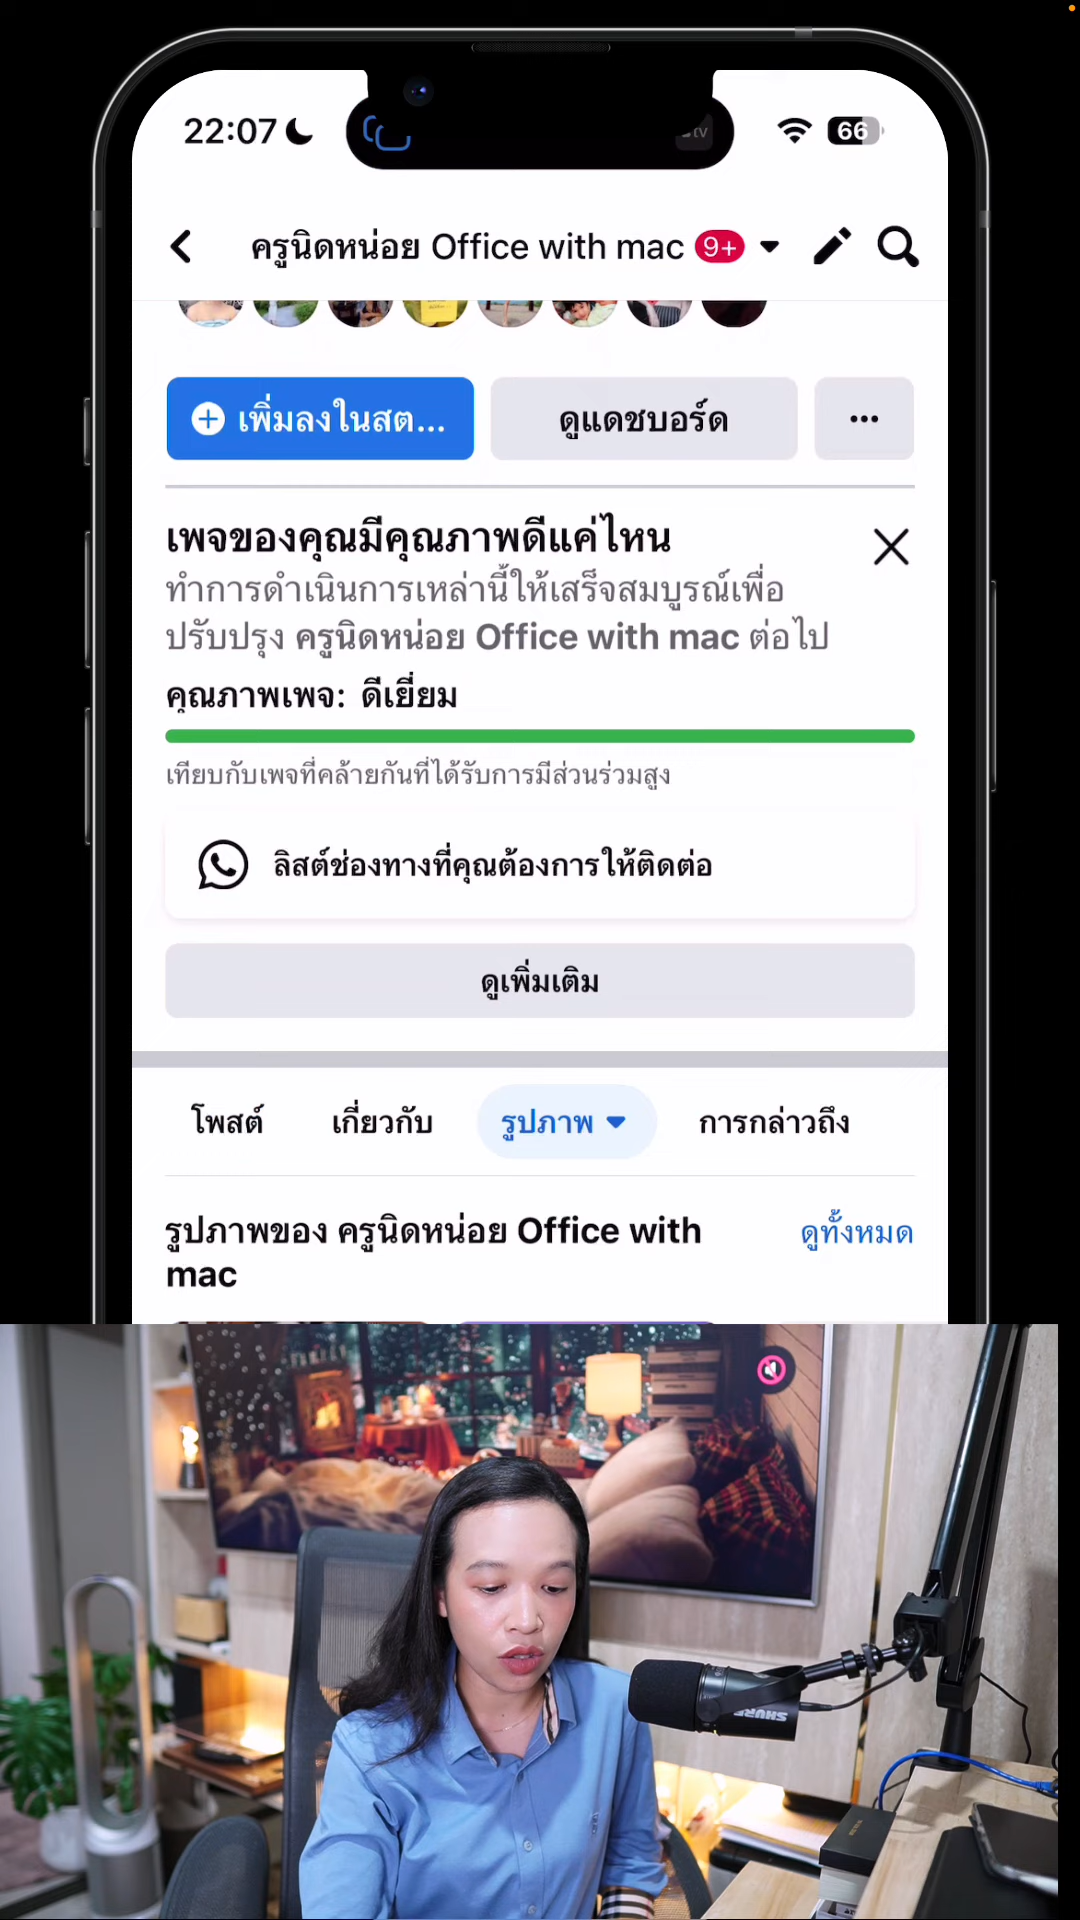 22:07
66
tv
ครูนิดหน่อย Office with mac 9+
เพิ่มลงในสต...
ดูแดชบอร์ด
เพจของคุณมีคุณภาพดีแค่ไหน
ทำการดำเนินการเหล่านี้ให้เสร็จสมบูรณ์เพื่อ
ปรับปรุง ครูนิดหน่อย Office with mac ต่อไป
คุณภาพเพจ: ดีเยี่ยม
เทียบกับเพจที่คล้ายกันที่ได้รับการมีส่วนร่วมสูง
ลิสต์ช่องทางที่คุณต้องการให้ติดต่อ
ดูเพิ่มเติม
โพสต์
เกี่ยวกับ
รูปภาพ
การกล่าวถึง
รูปภาพของ ครูนิดหน่อย Office with
mac
ดูทั้งหมด
SHURE